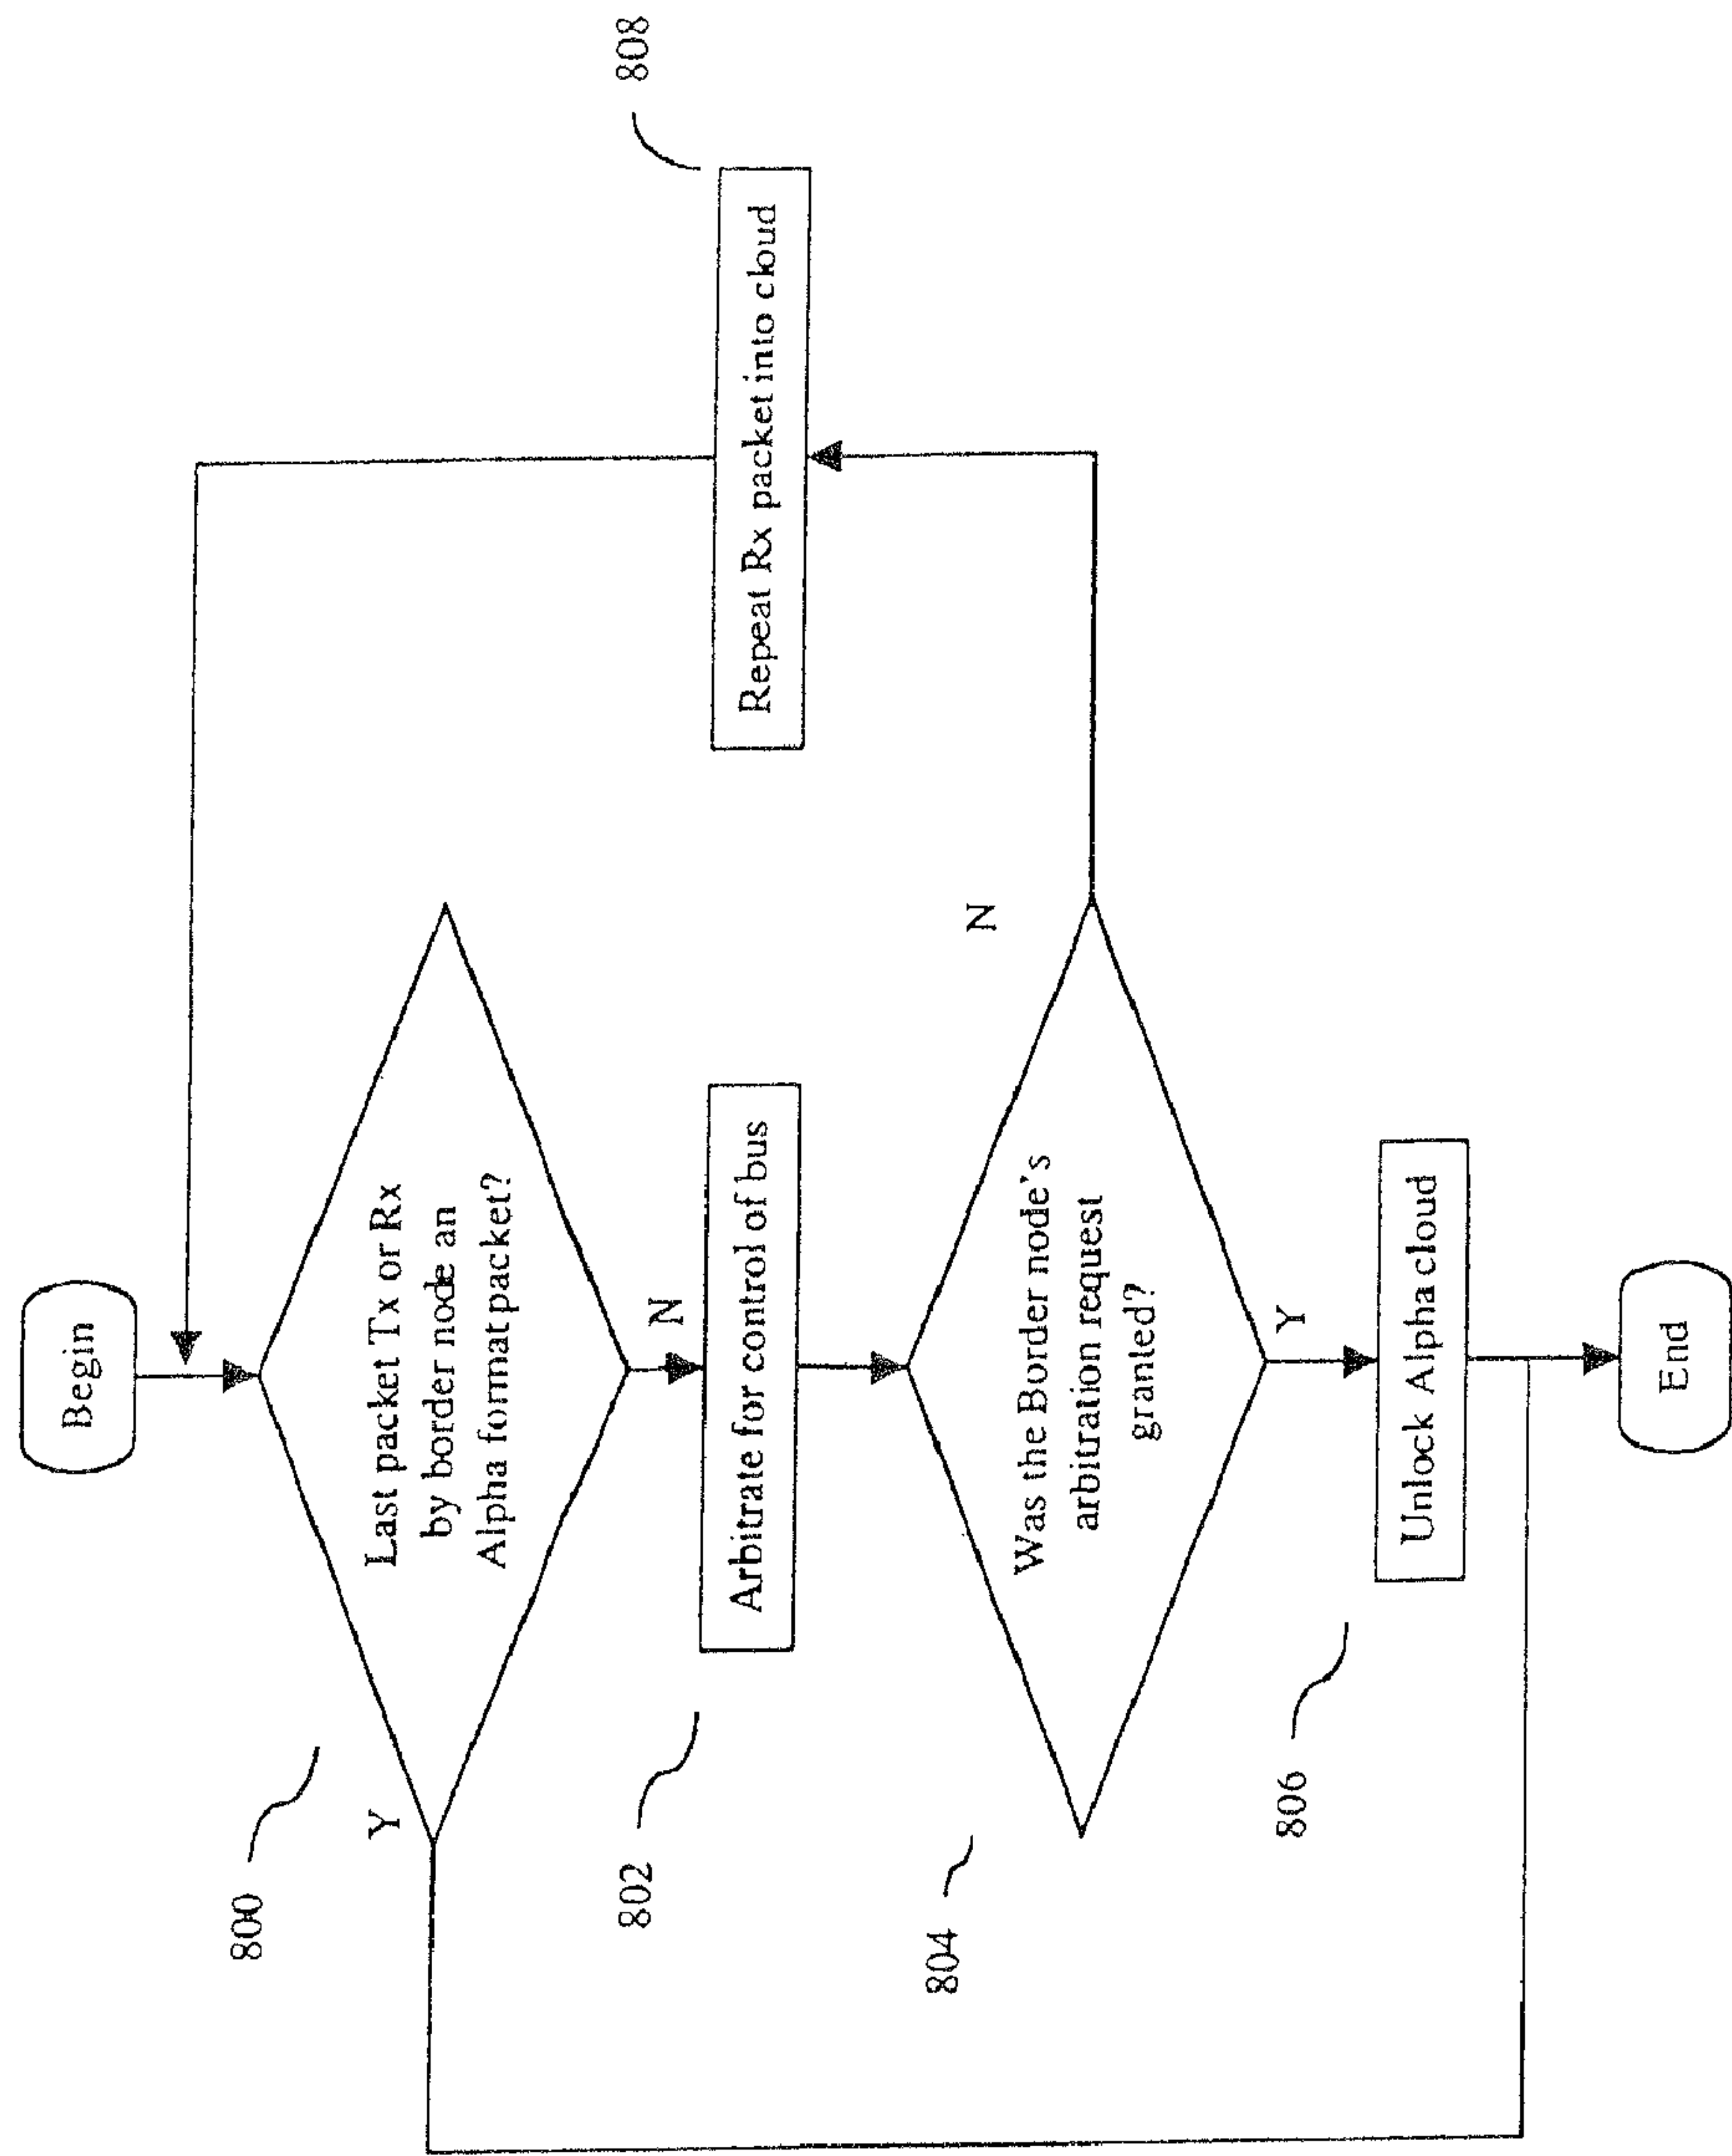 Begin
800
Y
Last packet Tx or Rx
by border node an
Alpha format packet?
N
802
Arbitrate for control of bus
804
Was the Border node's
arbitration request
granted?
N
808
Repeat Rx packet into cloud
Y
806
Unlock Alpha cloud
End